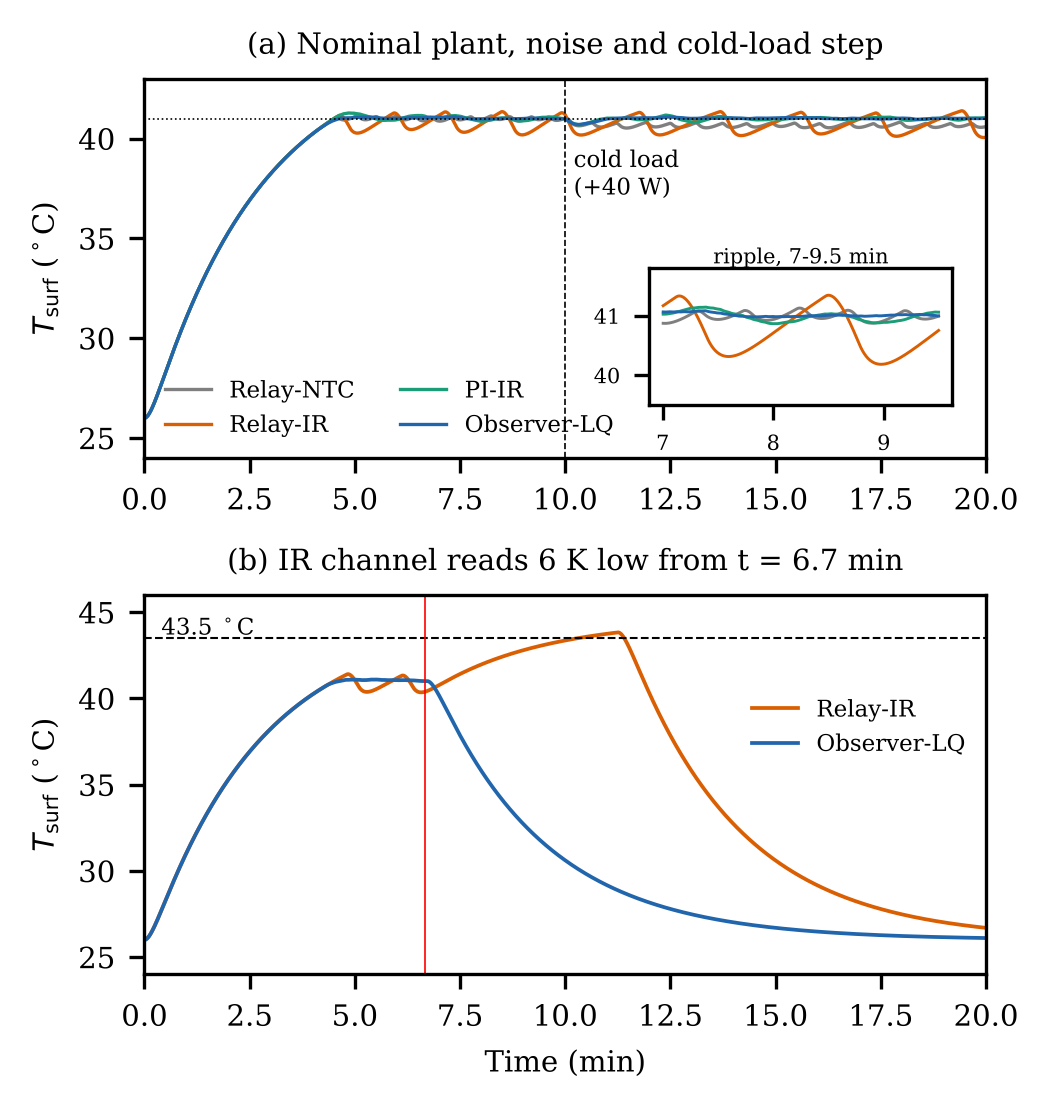 (a) Nominal plant, noise and cold-load step
T_surf (°C)
40
35
30
25
cold load
(+40 W)
ripple, 7-9.5 min
41
40
7 8 9
Relay-NTC PI-IR
Relay-IR Observer-LQ
0.0 2.5 5.0 7.5 10.0 12.5 15.0 17.5 20.0
(b) IR channel reads 6 K low from t = 6.7 min
T_surf (°C)
45
40
35
30
25
43.5 °C
Relay-IR
Observer-LQ
0.0 2.5 5.0 7.5 10.0 12.5 15.0 17.5 20.0
Time (min)